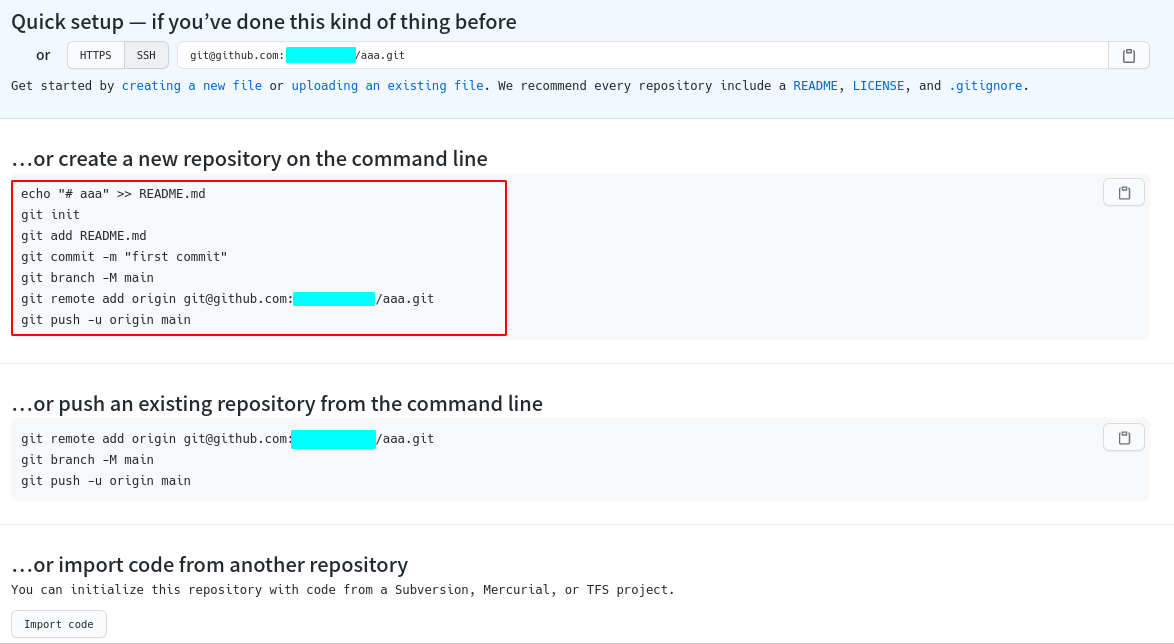 Quick setup — if you’ve done this kind of thing before
or HTTPS SSH git@github.com: /aaa.git
Get started by creating a new file or uploading an existing file. We recommend every repository include a README, LICENSE, and .gitignore.
…or create a new repository on the command line
echo "# aaa" >> README.md
git init
git add README.md
git commit -m "first commit"
git branch -M main
git remote add origin git@github.com: /aaa.git
git push -u origin main
…or push an existing repository from the command line
git remote add origin git@github.com: /aaa.git
git branch -M main
git push -u origin main
…or import code from another repository
You can initialize this repository with code from a Subversion, Mercurial, or TFS project.
Import code